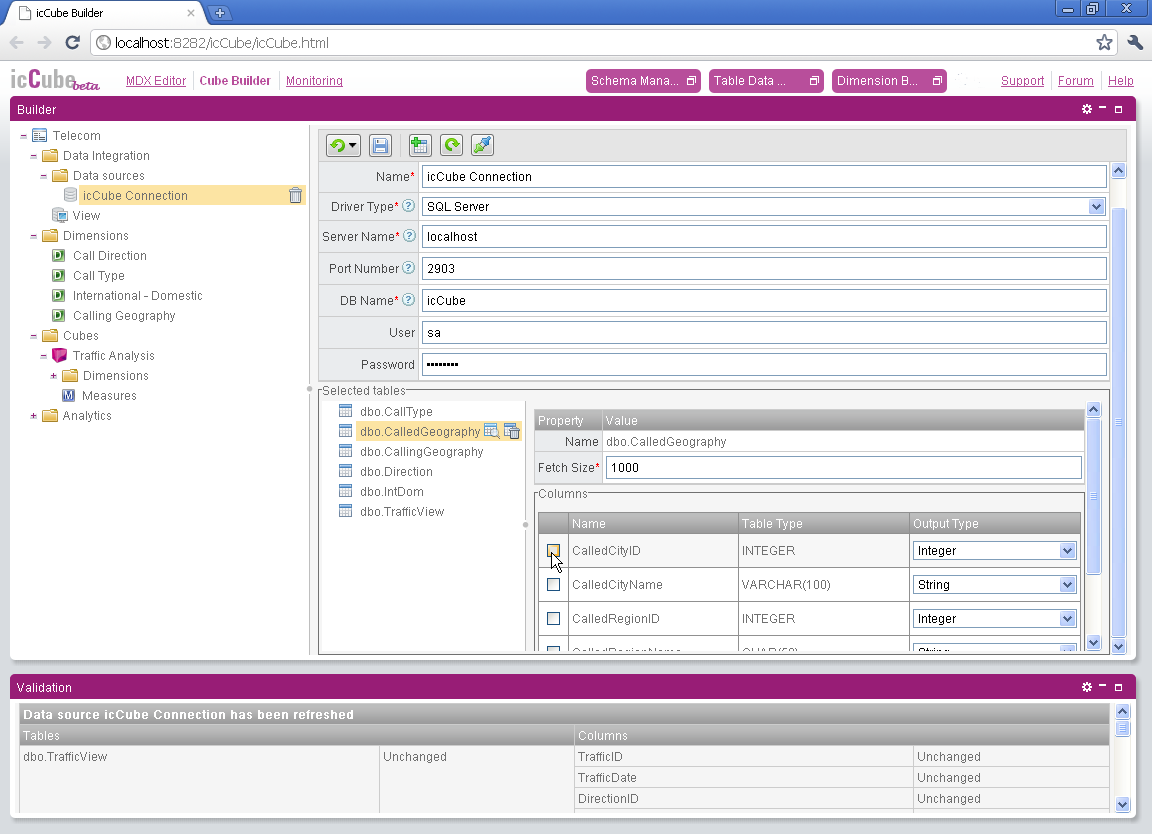 icCube Builder
localhost:8282/icCube/icCube.html
icCube beta MDX Editor Cube Builder Monitoring Schema Mana... Table Data ... Dimension B... Support Forum Help
Builder
Telecom
Data Integration
Data sources
icCube Connection
View
Dimensions
Call Direction
Call Type
International - Domestic
Calling Geography
Cubes
Traffic Analysis
Dimensions
Measures
Analytics
Name* icCube Connection
Driver Type* SQL Server
Server Name* localhost
Port Number 2903
DB Name* icCube
User sa
Password ••••••••
Selected tables
dbo.CallType
dbo.CalledGeography
dbo.CallingGeography
dbo.Direction
dbo.IntDom
dbo.TrafficView
Property Value
Name dbo.CalledGeography
Fetch Size* 1000
Columns
Name Table Type Output Type
CalledCityID INTEGER Integer
CalledCityName VARCHAR(100) String
CalledRegionID INTEGER Integer
CalledRegionName CHAR(50) String
Validation
Data source icCube Connection has been refreshed
Tables Columns
dbo.TrafficView Unchanged TrafficID Unchanged
TrafficDate Unchanged
DirectionID Unchanged